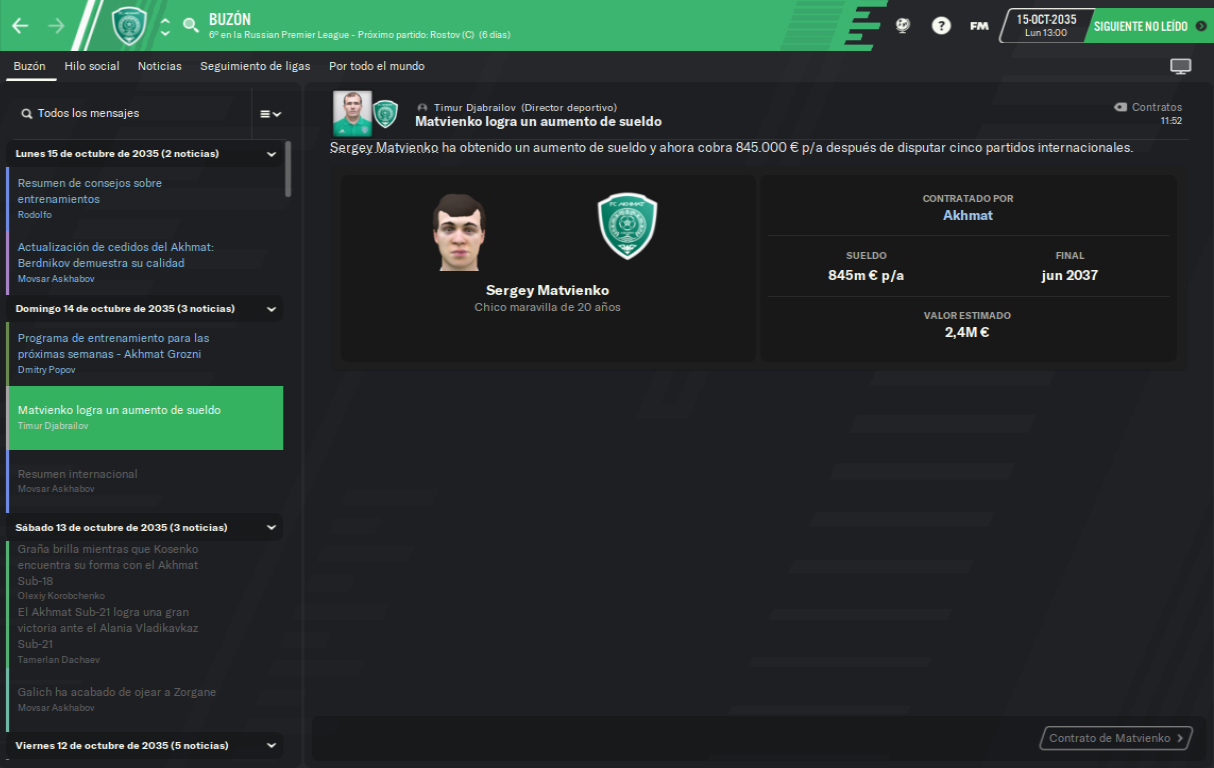 BUZÓN
6º en la Russian Premier League - Próximo partido: Rostov (C) (6 días)
?
FM
15-OCT-2035
Lun 13:00
SIGUIENTE NO LEÍDO
Buzón
Hilo social
Noticias
Seguimiento de ligas
Por todo el mundo
Todos los mensajes
Lunes 15 de octubre de 2035 (2 noticias)
Resumen de consejos sobre
entrenamientos
Rodolfo
Actualización de cedidos del Akhmat:
Berdnikov demuestra su calidad
Movsar Askhabov
Domingo 14 de octubre de 2035 (3 noticias)
Programa de entrenamiento para las
próximas semanas - Akhmat Grozni
Dmitry Popov
Matvienko logra un aumento de sueldo
Timur Djabrailov
Resumen internacional
Movsar Askhabov
Sábado 13 de octubre de 2035 (3 noticias)
Graña brilla mientras que Kosenko
encuentra su forma con el Akhmat
Sub-18
Olexiy Korobchenko
El Akhmat Sub-21 logra una gran
victoria ante el Alania Vladikavkaz
Sub-21
Tamerlan Dachaev
Galich ha acabado de ojear a Zorgane
Movsar Askhabov
Viernes 12 de octubre de 2035 (5 noticias)
Timur Djabrailov (Director deportivo)
Matvienko logra un aumento de sueldo
Contratos
11:52
Sergey Matvienko ha obtenido un aumento de sueldo y ahora cobra 845.000 € p/a después de disputar cinco partidos internacionales.
FC AKHMAT
Sergey Matvienko
Chico maravilla de 20 años
CONTRATADO POR
Akhmat
SUELDO
845m € p/a
FINAL
jun 2037
VALOR ESTIMADO
2,4M €
Contrato de Matvienko